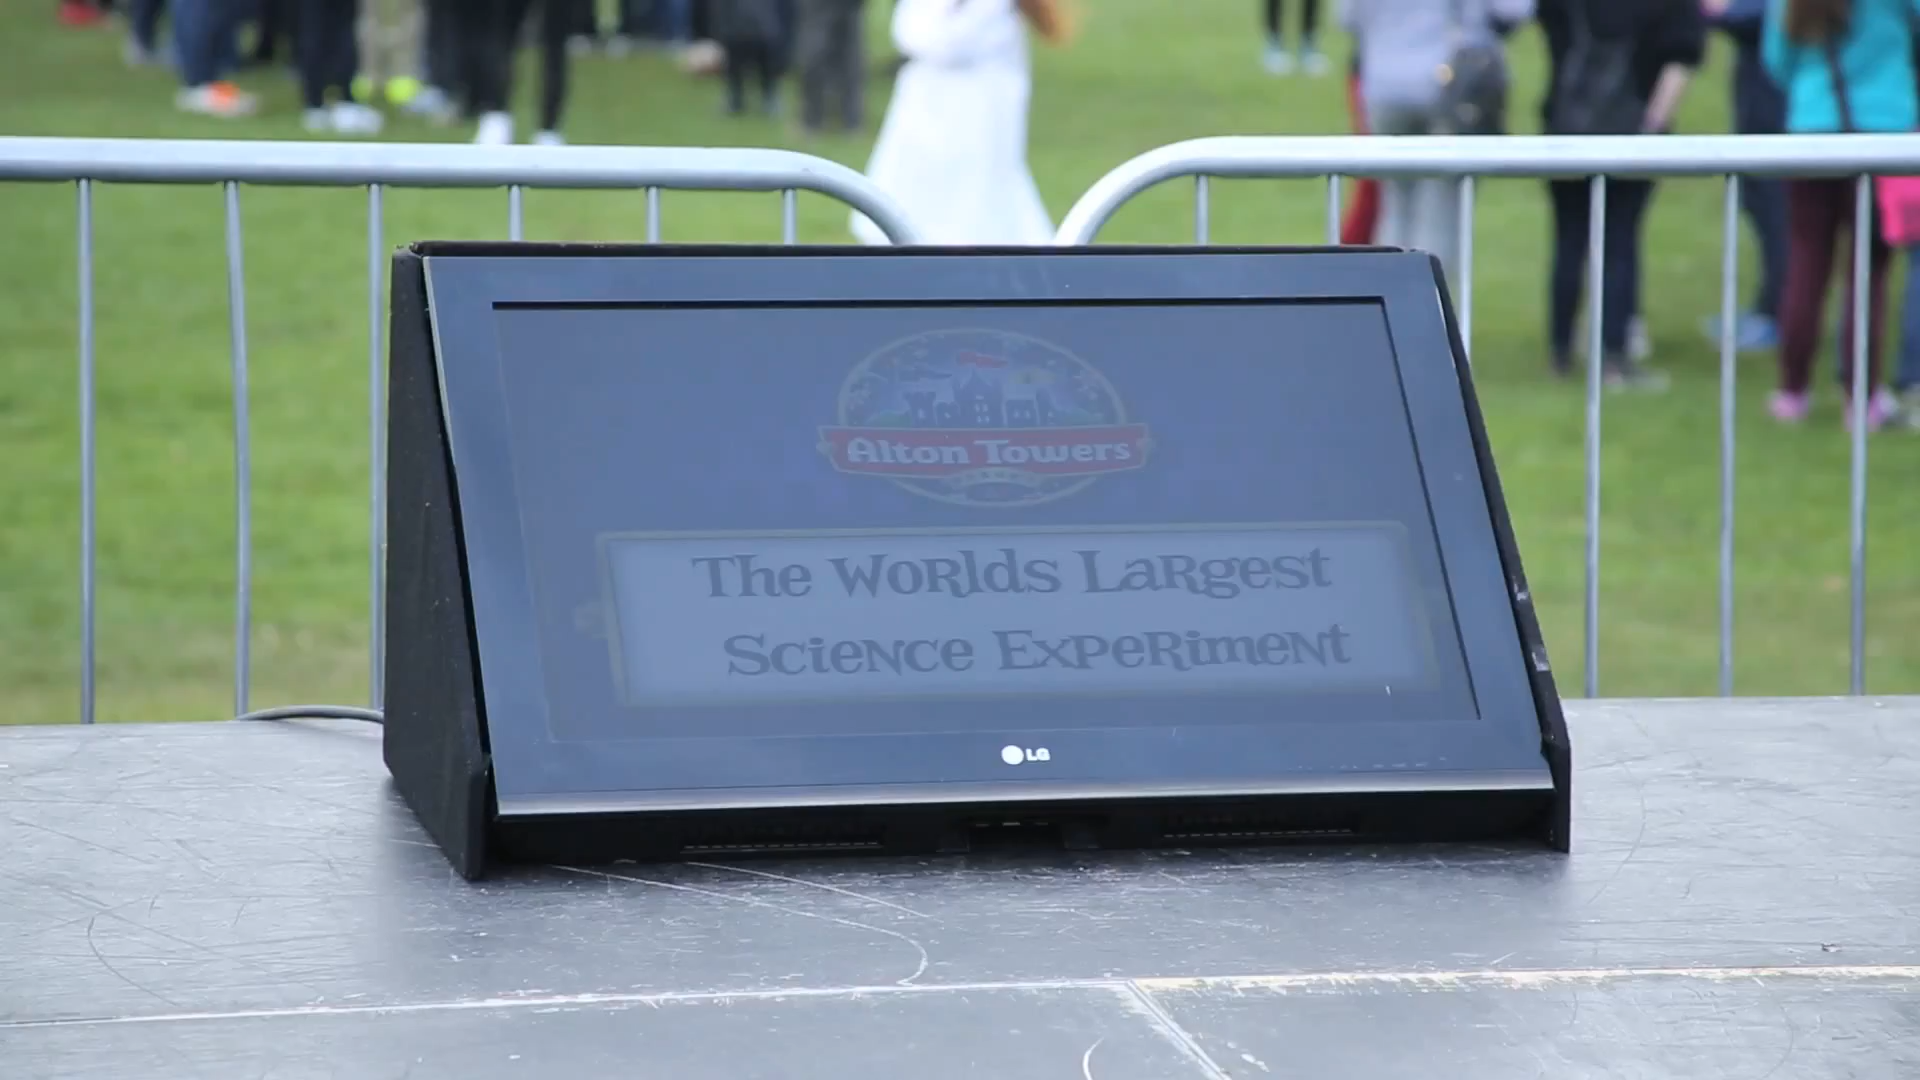 Alton Towers
The Worlds Largest
Science Experiment
LG